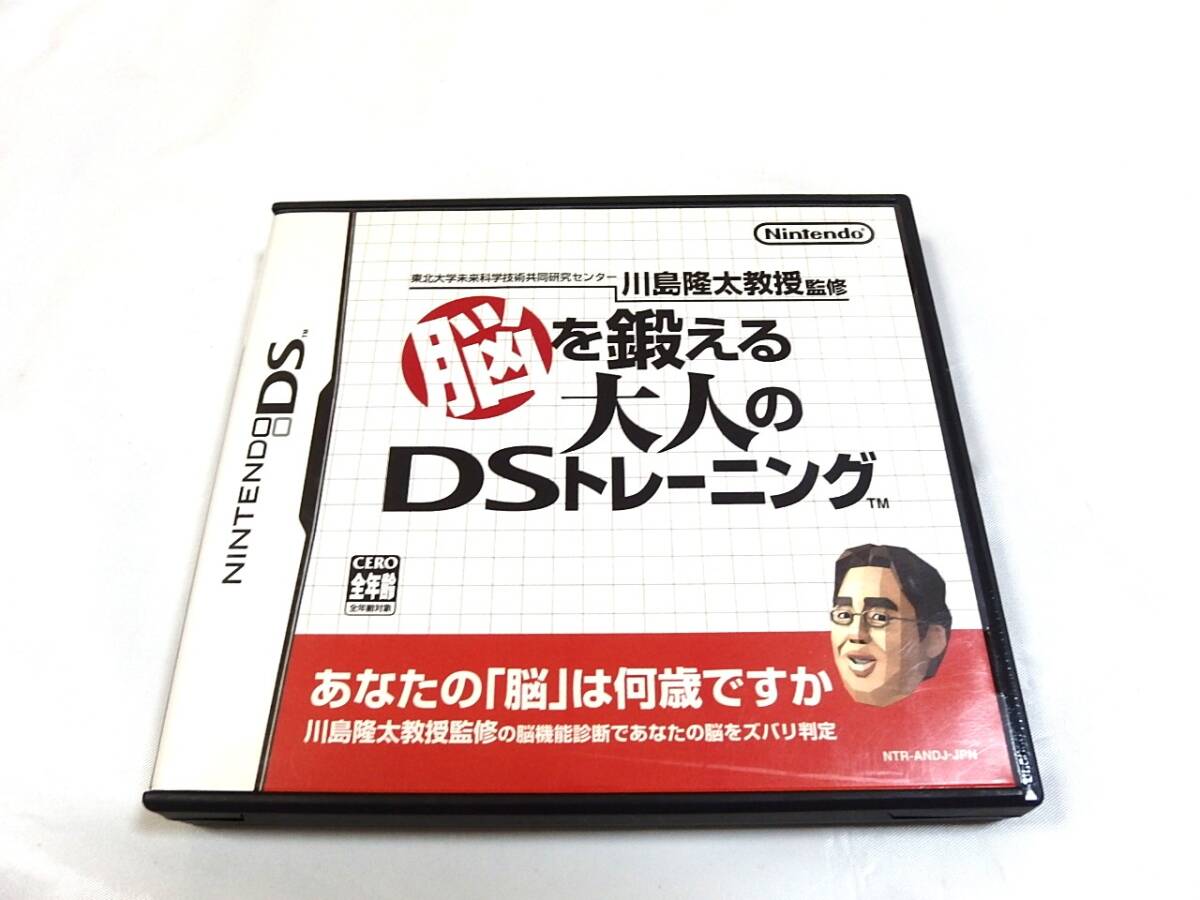 NINTENDO DS™
Nintendo®
東北大学未来科学技術共同研究センター
川島隆太教授監修
脳を鍛える
大人の
DSトレーニング™
CERO
全年齢
全年齢対象
あなたの「脳」は何歳ですか
川島隆太教授監修の脳機能診断であなたの脳をズバリ判定
NTR-ANDJ-JPN